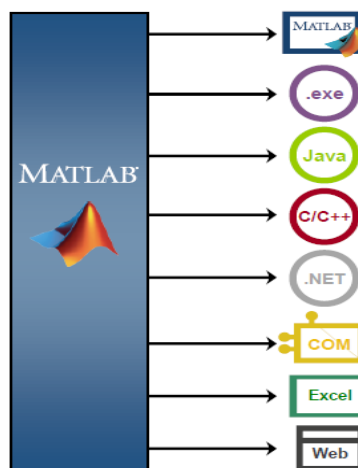 MATLAB®
MATLAB
.exe
Java
C/C++
.NET
COM
Excel
Web